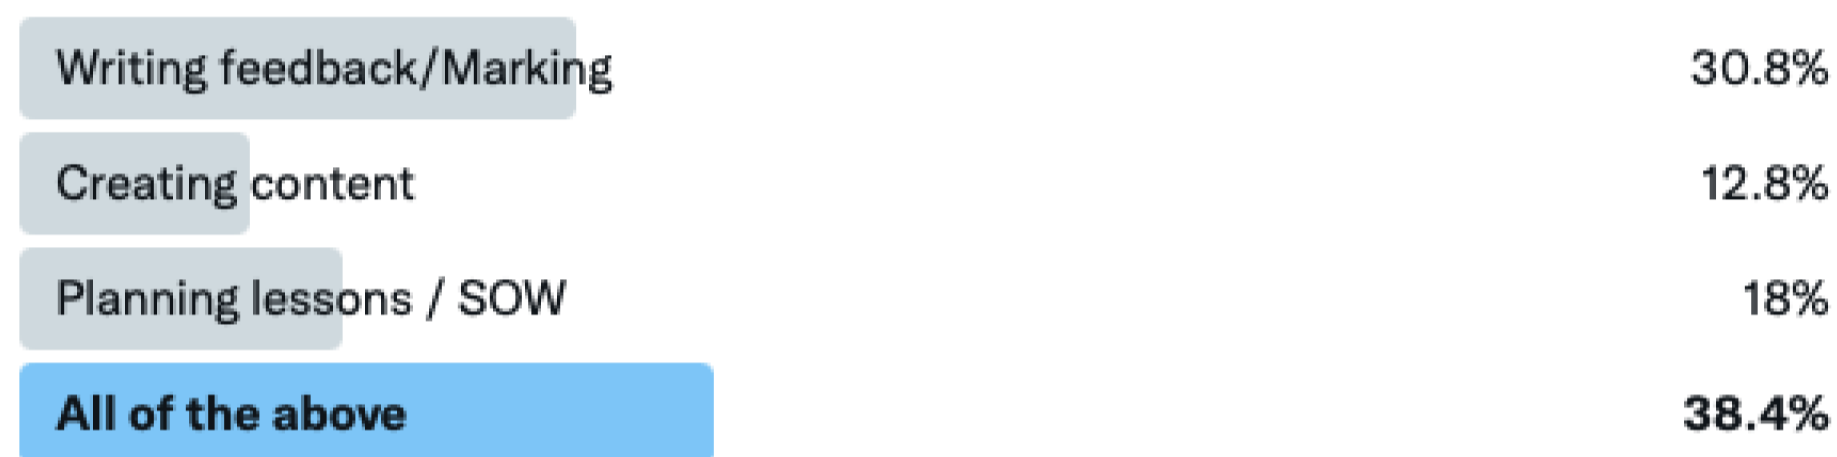 Writing feedback/Marking 30.8%
Creating content 12.8%
Planning lessons / SOW 18%
All of the above 38.4%